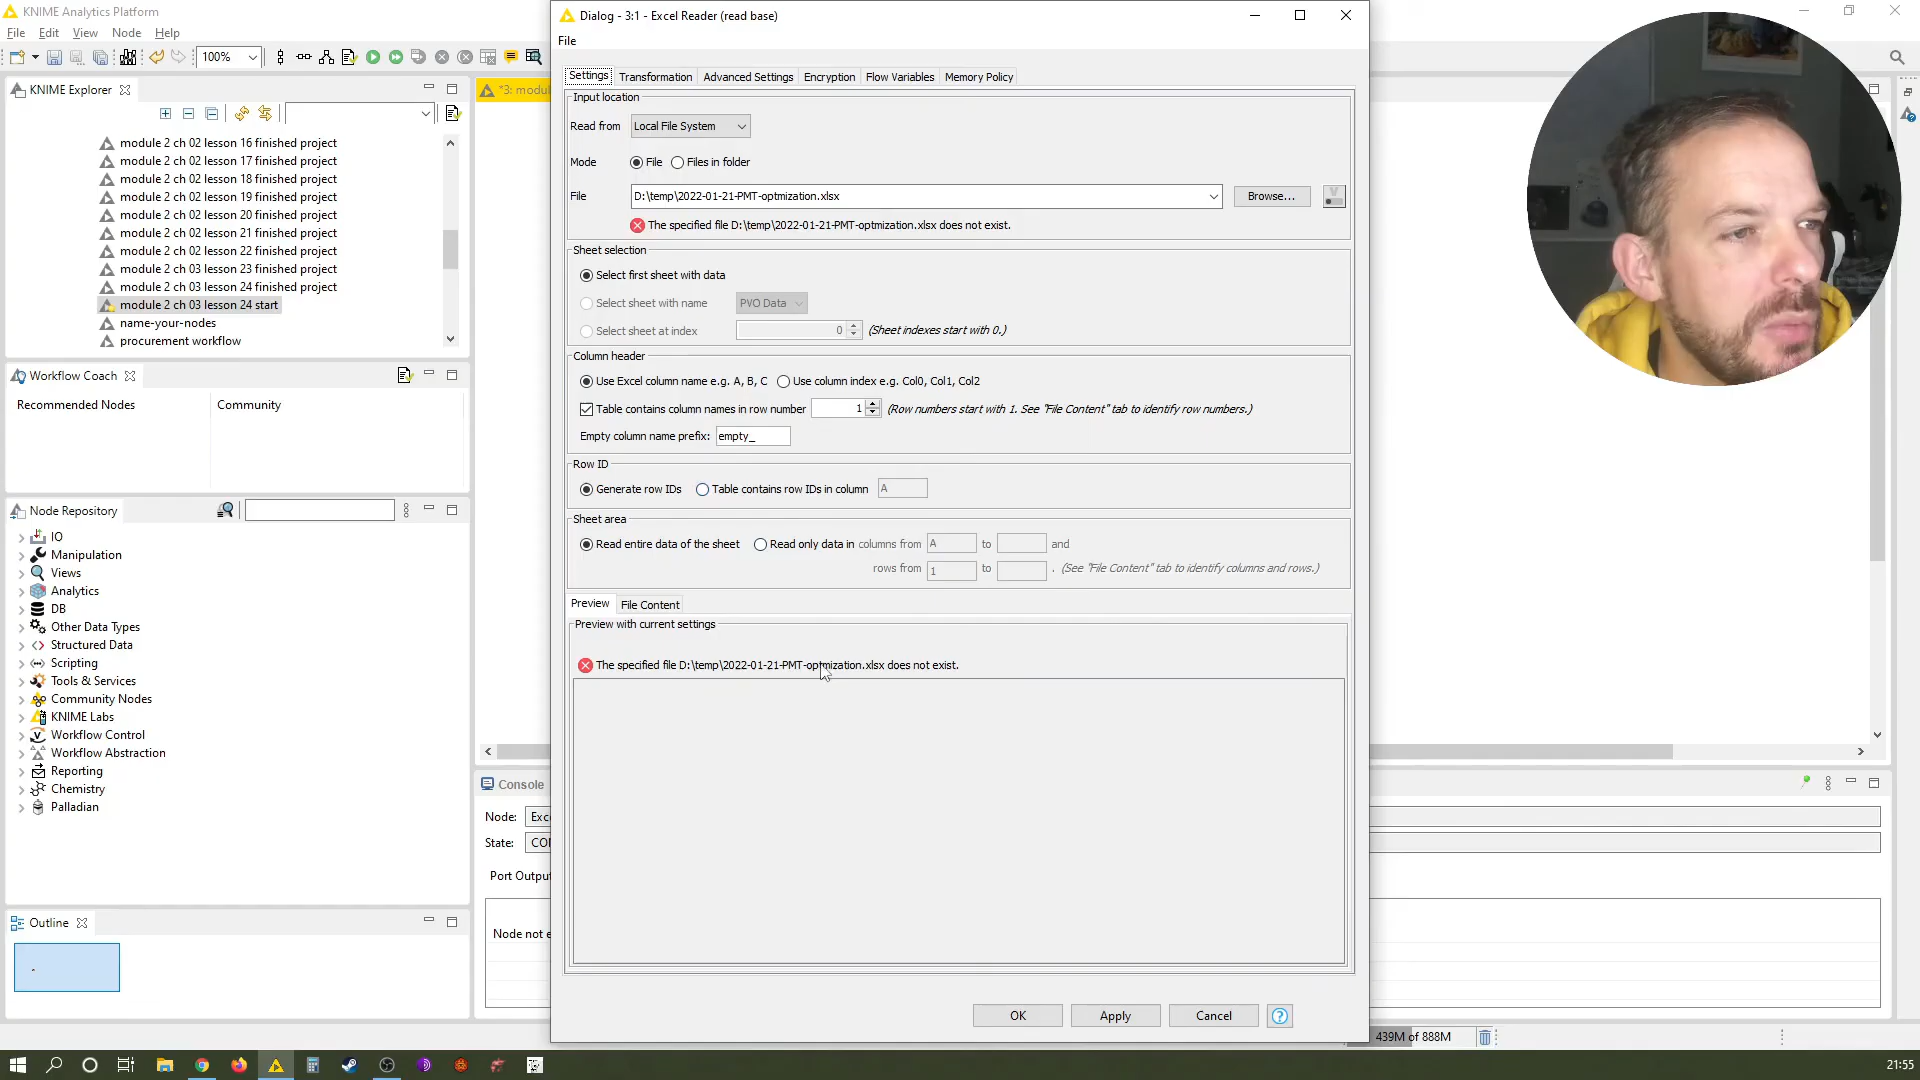 KNIME Analytics Platform
File Edit View Node Help
100%
KNIME Explorer
module 2 ch 02 lesson 16 finished project
module 2 ch 02 lesson 17 finished project
module 2 ch 02 lesson 18 finished project
module 2 ch 02 lesson 19 finished project
module 2 ch 02 lesson 20 finished project
module 2 ch 02 lesson 21 finished project
module 2 ch 02 lesson 22 finished project
module 2 ch 03 lesson 23 finished project
module 2 ch 03 lesson 24 finished project
module 2 ch 03 lesson 24 start
name-your-nodes
procurement workflow
Workflow Coach
Recommended Nodes Community
Node Repository
IO
Manipulation
Views
Analytics
DB
Other Data Types
Structured Data
Scripting
Tools & Services
Community Nodes
KNIME Labs
Workflow Control
Workflow Abstraction
Reporting
Chemistry
Palladian
Outline
*3: modul
Dialog - 3:1 - Excel Reader (read base)
File
Settings Transformation Advanced Settings Encryption Flow Variables Memory Policy
Input location
Read from Local File System
Mode File Files in folder
File D:\temp\2022-01-21-PMT-optmization.xlsx Browse...
The specified file D:\temp\2022-01-21-PMT-optmization.xlsx does not exist.
Sheet selection
Select first sheet with data
Select sheet with name PVO Data
Select sheet at index 0 (Sheet indexes start with 0.)
Column header
Use Excel column name e.g. A, B, C Use column index e.g. Col0, Col1, Col2
Table contains column names in row number 1 (Row numbers start with 1. See "File Content" tab to identify row numbers.)
Empty column name prefix: empty_
Row ID
Generate row IDs Table contains row IDs in column A
Sheet area
Read entire data of the sheet Read only data in columns from A to and
rows from 1 to . (See "File Content" tab to identify columns and rows.)
Preview File Content
Preview with current settings
The specified file D:\temp\2022-01-21-PMT-optmization.xlsx does not exist.
OK Apply Cancel
Console
Node: Exc
State: CON
Port Output
Node not e
439M of 888M
21:55